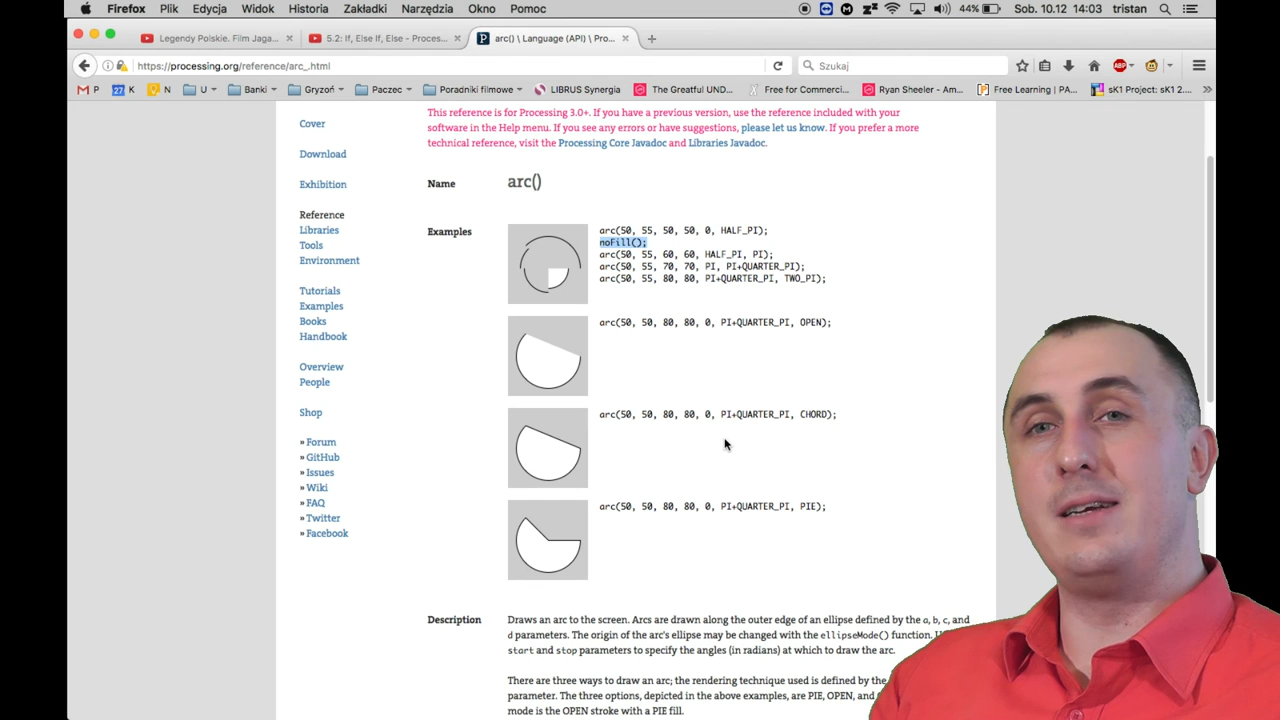 Firefox Plik Edycja Widok Historia Zakładki Narzędzia Okno Pomoc 44% Sob. 10.12 14:03 tristan
Legendy Polskie. Film Jaga... × 5.2: If, Else If, Else - Proces... × arc() \ Language (API) \ Pro... × +
https://processing.org/reference/arc_.html Szukaj
M P 27 K N U Banki Gryzoń Paczec Poradniki filmowe LIBRUS Synergia The Greatful UND... Free for Commerci... Ryan Sheeler - Am... Free Learning | PA... sK1 Project: sK1 2....
This reference is for Processing 3.0+. If you have a previous version, use the reference included with your
software in the Help menu. If you see any errors or have suggestions, please let us know. If you prefer a more
technical reference, visit the Processing Core Javadoc and Libraries Javadoc.
Cover
Download
Exhibition
Reference
Libraries
Tools
Environment
Tutorials
Examples
Books
Handbook
Overview
People
Shop
» Forum
» GitHub
» Issues
» Wiki
» FAQ
» Twitter
» Facebook
Name arc()
Examples
arc(50, 55, 50, 50, 0, HALF_PI);
noFill();
arc(50, 55, 60, 60, HALF_PI, PI);
arc(50, 55, 70, 70, PI, PI+QUARTER_PI);
arc(50, 55, 80, 80, PI+QUARTER_PI, TWO_PI);
arc(50, 50, 80, 80, 0, PI+QUARTER_PI, OPEN);
arc(50, 50, 80, 80, 0, PI+QUARTER_PI, CHORD);
arc(50, 50, 80, 80, 0, PI+QUARTER_PI, PIE);
Description Draws an arc to the screen. Arcs are drawn along the outer edge of an ellipse defined by the a, b, c, and
d parameters. The origin of the arc's ellipse may be changed with the ellipseMode() function.
start and stop parameters to specify the angles (in radians) at which to draw the arc.
There are three ways to draw an arc; the rendering technique used is defined by the
parameter. The three options, depicted in the above examples, are PIE, OPEN, and
mode is the OPEN stroke with a PIE fill.